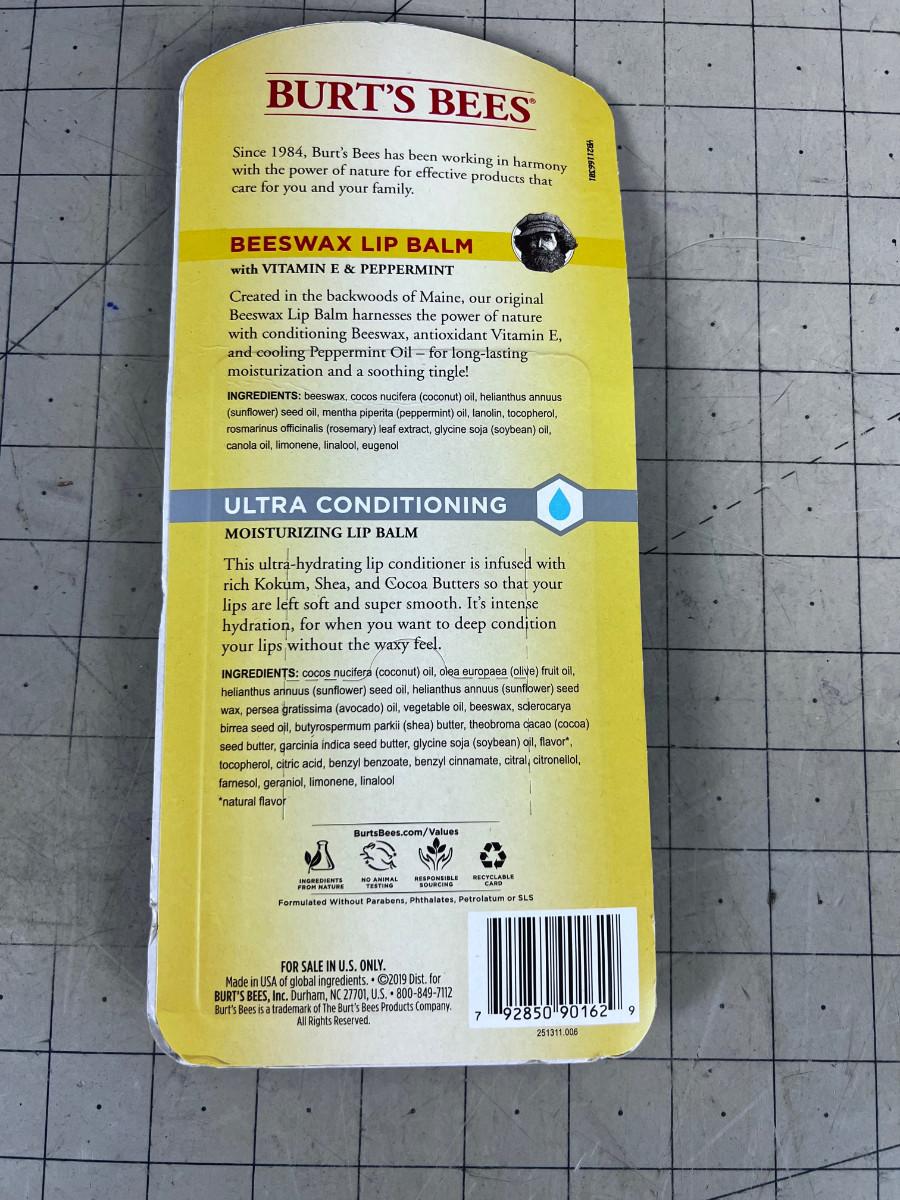 BURT'S BEES®
Since 1984, Burt's Bees has been working in harmony
with the power of nature for effective products that
care for you and your family.
BEESWAX LIP BALM
with VITAMIN E & PEPPERMINT
Created in the backwoods of Maine, our original
Beeswax Lip Balm harnesses the power of nature
with conditioning Beeswax, antioxidant Vitamin E,
and cooling Peppermint Oil – for long-lasting
moisturization and a soothing tingle!
INGREDIENTS: beeswax, cocos nucifera (coconut) oil, helianthus annuus
(sunflower) seed oil, mentha piperita (peppermint) oil, lanolin, tocopherol,
rosmarinus officinalis (rosemary) leaf extract, glycine soja (soybean) oil,
canola oil, limonene, linalool, eugenol
ULTRA CONDITIONING
MOISTURIZING LIP BALM
This ultra-hydrating lip conditioner is infused with
rich Kokum, Shea, and Cocoa Butters so that your
lips are left soft and super smooth. It's intense
hydration, for when you want to deep condition
your lips without the waxy feel.
INGREDIENTS: cocos nucifera (coconut) oil, olea europaea (olive) fruit oil,
helianthus annuus (sunflower) seed oil, helianthus annuus (sunflower) seed
wax, persea gratissima (avocado) oil, vegetable oil, beeswax, sclerocarya
birrea seed oil, butyrospermum parkii (shea) butter, theobroma cacao (cocoa)
seed butter, garcinia indica seed butter, glycine soja (soybean) oil, flavor*,
tocopherol, citric acid, benzyl benzoate, benzyl cinnamate, citral, citronellol,
farnesol, geraniol, limonene, linalool
*natural flavor
BurtsBees.com/Values
INGREDIENTS FROM NATURE
NO ANIMAL TESTING
RESPONSIBLE SOURCING
RECYCLABLE CARD
Formulated Without Parabens, Phthalates, Petrolatum or SLS
FOR SALE IN U.S. ONLY.
Made in USA of global ingredients. • ©2019 Dist. for
BURT'S BEES, Inc. Durham, NC 27701, U.S. • 800-849-7112
Burt's Bees is a trademark of The Burt's Bees Products Company.
All Rights Reserved.
7 92850 90162 9
251311.006